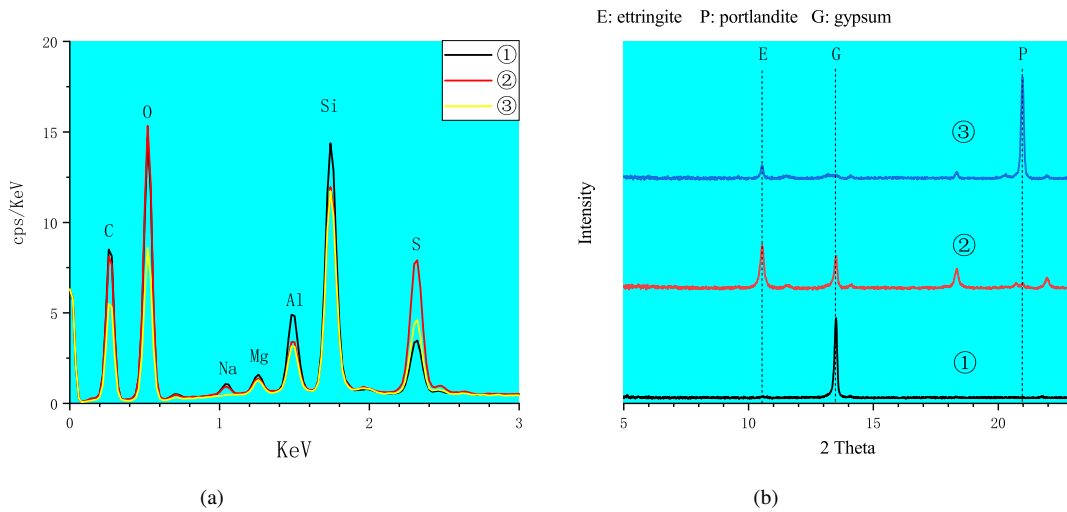 E: ettringite P: portlandite G: gypsum
20
15
10
5
0
cps/KeV
C
O
Na
Mg
Al
Si
S
①
②
③
0
1
2
3
KeV
(a)
E
G
P
③
②
①
Intensity
5
10
15
20
2 Theta
(b)